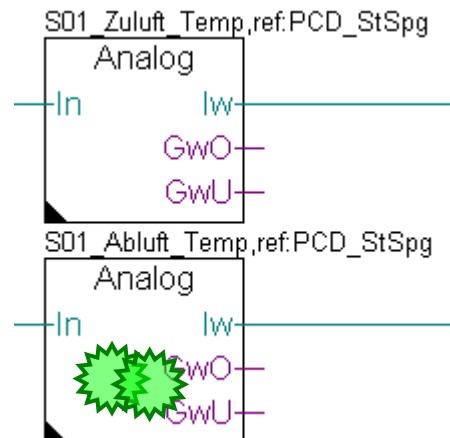 S01_Zuluft_Temp,ref:PCD_StSpg
Analog
In Iw
GwO
GwU
S01_Abluft_Temp,ref:PCD_StSpg
Analog
In Iw
GwO
GwU